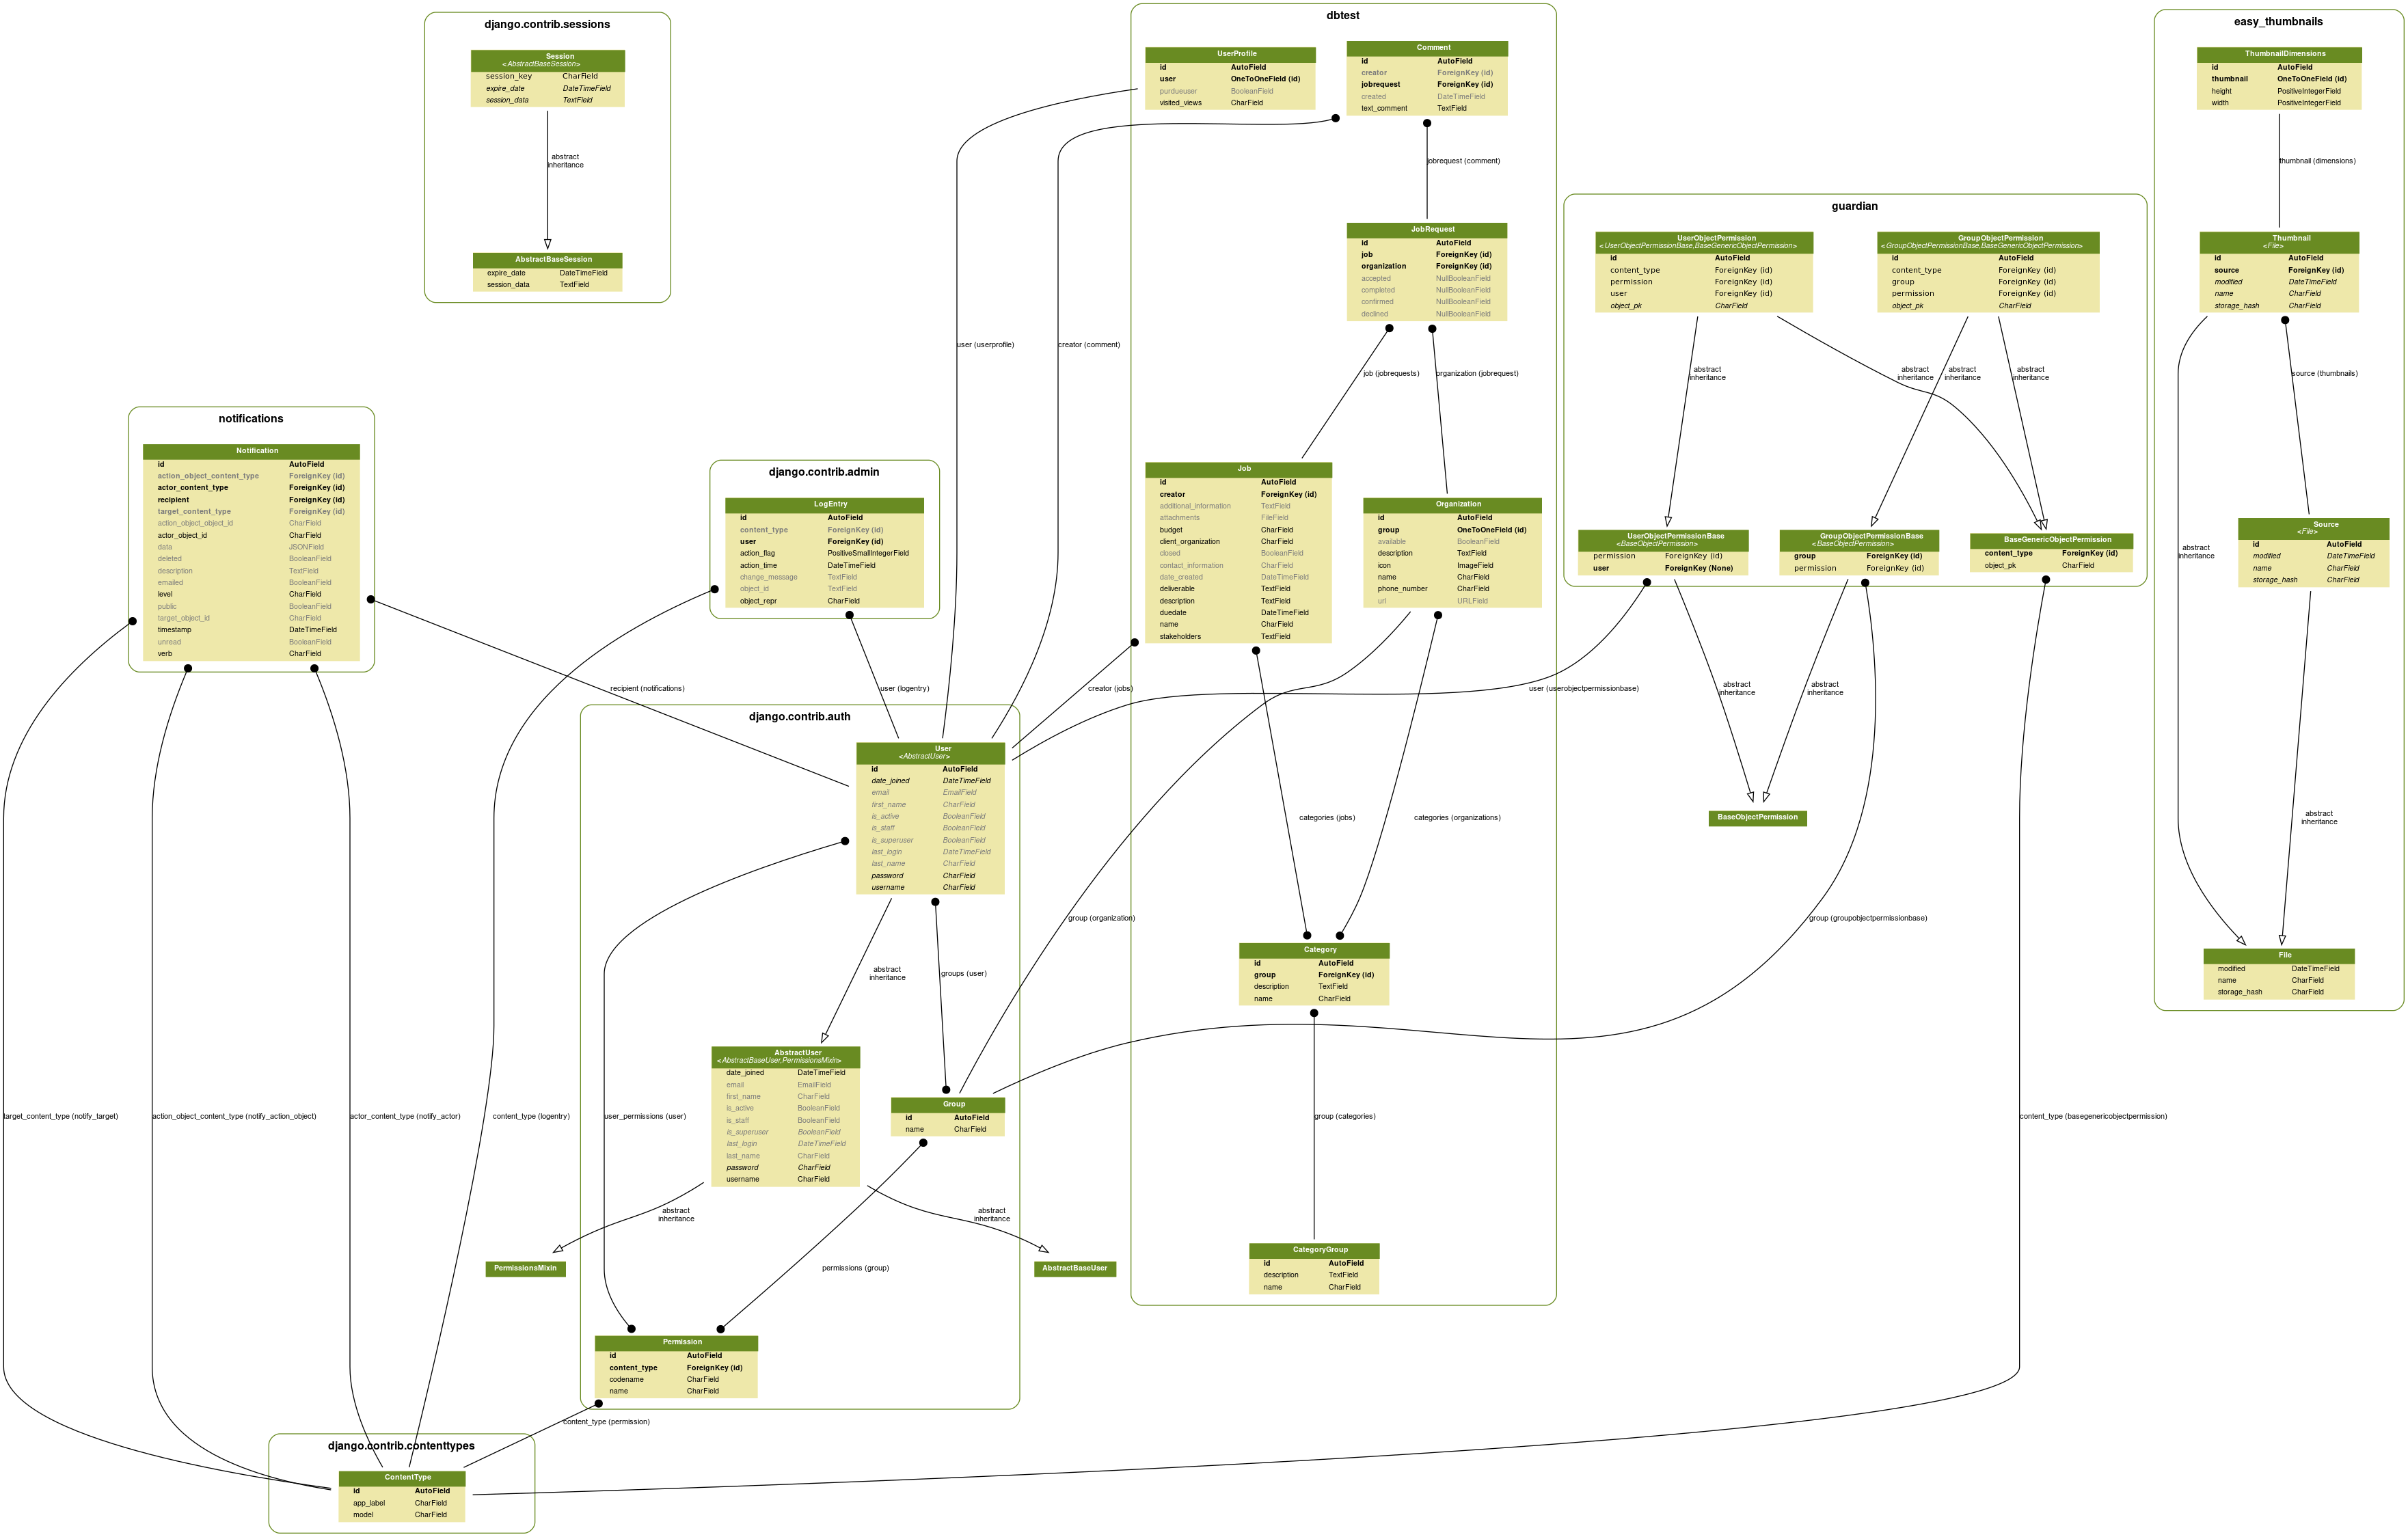 django.contrib.sessions
Session
<AbstractBaseSession>
session_key CharField
expire_date DateTimeField
session_data TextField
abstract
inheritance
AbstractBaseSession
expire_date DateTimeField
session_data TextField
dbtest
UserProfile
id AutoField
user OneToOneField (id)
purdueuser BooleanField
visited_views CharField
Comment
id AutoField
creator ForeignKey (id)
jobrequest ForeignKey (id)
created DateTimeField
text_comment TextField
jobrequest (comment)
JobRequest
id AutoField
job ForeignKey (id)
organization ForeignKey (id)
accepted NullBooleanField
completed NullBooleanField
confirmed NullBooleanField
declined NullBooleanField
user (userprofile)
creator (comment)
job (jobrequests)
organization (jobrequest)
Job
id AutoField
creator ForeignKey (id)
additional_information TextField
attachments FileField
budget CharField
client_organization CharField
closed BooleanField
contact_information CharField
date_created DateTimeField
deliverable TextField
description TextField
duedate DateTimeField
name CharField
stakeholders TextField
Organization
id AutoField
group OneToOneField (id)
available BooleanField
description TextField
icon ImageField
name CharField
phone_number CharField
url URLField
creator (jobs)
categories (jobs)
categories (organizations)
group (organization)
Category
id AutoField
group ForeignKey (id)
description TextField
name CharField
group (categories)
CategoryGroup
id AutoField
description TextField
name CharField
guardian
UserObjectPermission
<UserObjectPermissionBase,BaseGenericObjectPermission>
id AutoField
content_type ForeignKey (id)
permission ForeignKey (id)
user ForeignKey (id)
object_pk CharField
GroupObjectPermission
<GroupObjectPermissionBase,BaseGenericObjectPermission>
id AutoField
content_type ForeignKey (id)
group ForeignKey (id)
permission ForeignKey (id)
object_pk CharField
abstract
inheritance
abstract
inheritance
abstract
inheritance
abstract
inheritance
UserObjectPermissionBase
<BaseObjectPermission>
permission ForeignKey (id)
user ForeignKey (None)
GroupObjectPermissionBase
<BaseObjectPermission>
group ForeignKey (id)
permission ForeignKey (id)
BaseGenericObjectPermission
content_type ForeignKey (id)
object_pk CharField
user (userobjectpermissionbase)
abstract
inheritance
abstract
inheritance
BaseObjectPermission
group (groupobjectpermissionbase)
content_type (basegenericobjectpermission)
easy_thumbnails
ThumbnailDimensions
id AutoField
thumbnail OneToOneField (id)
height PositiveIntegerField
width PositiveIntegerField
thumbnail (dimensions)
Thumbnail
<File>
id AutoField
source ForeignKey (id)
modified DateTimeField
name CharField
storage_hash CharField
source (thumbnails)
Source
<File>
id AutoField
modified DateTimeField
name CharField
storage_hash CharField
abstract
inheritance
abstract
inheritance
File
modified DateTimeField
name CharField
storage_hash CharField
notifications
Notification
id AutoField
action_object_content_type ForeignKey (id)
actor_content_type ForeignKey (id)
recipient ForeignKey (id)
target_content_type ForeignKey (id)
action_object_object_id CharField
actor_object_id CharField
data JSONField
deleted BooleanField
description TextField
emailed BooleanField
level CharField
public BooleanField
target_object_id CharField
timestamp DateTimeField
unread BooleanField
verb CharField
recipient (notifications)
target_content_type (notify_target)
action_object_content_type (notify_action_object)
actor_content_type (notify_actor)
django.contrib.admin
LogEntry
id AutoField
content_type ForeignKey (id)
user ForeignKey (id)
action_flag PositiveSmallIntegerField
action_time DateTimeField
change_message TextField
object_id TextField
object_repr CharField
user (logentry)
content_type (logentry)
django.contrib.auth
User
<AbstractUser>
id AutoField
date_joined DateTimeField
email EmailField
first_name CharField
is_active BooleanField
is_staff BooleanField
is_superuser BooleanField
last_login DateTimeField
last_name CharField
password CharField
username CharField
abstract
inheritance
groups (user)
user_permissions (user)
AbstractUser
<AbstractBaseUser,PermissionsMixin>
date_joined DateTimeField
email EmailField
first_name CharField
is_active BooleanField
is_staff BooleanField
is_superuser BooleanField
last_login DateTimeField
last_name CharField
password CharField
username CharField
Group
id AutoField
name CharField
abstract
inheritance
abstract
inheritance
PermissionsMixin
permissions (group)
AbstractBaseUser
Permission
id AutoField
content_type ForeignKey (id)
codename CharField
name CharField
content_type (permission)
django.contrib.contenttypes
ContentType
id AutoField
app_label CharField
model CharField